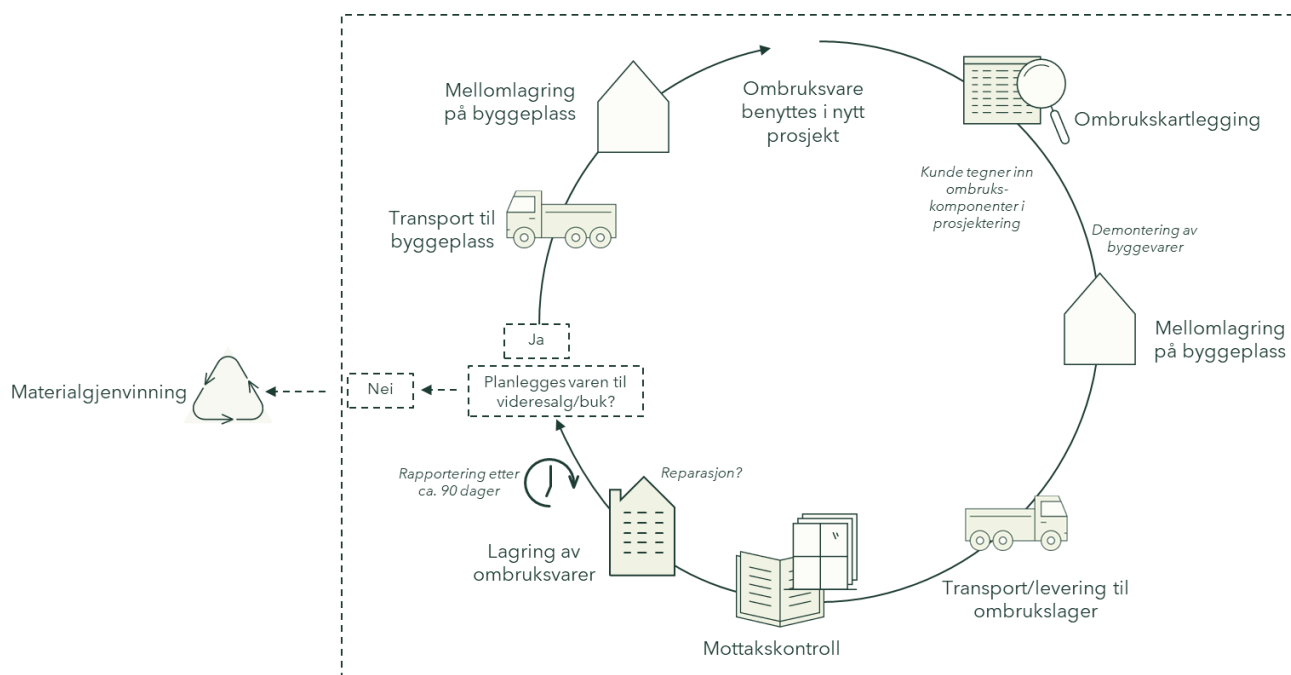 Mellomlagring
på byggeplass
Ombruksvare
benyttes i nytt
prosjekt
Ombrukskartlegging
Kunde tegner inn
ombruks-
komponenter i
prosjektering
Transport til
byggeplass
Demontering av
byggevarer
Mellomlagring
på byggeplass
Ja
Planlegges varen til
videresalg/buk?
Nei
Materialgjenvinning
Rapportering etter
ca. 90 dager
Reparasjon?
Lagring av
ombruksvarer
Transport/levering til
ombrukslager
Mottakskontroll